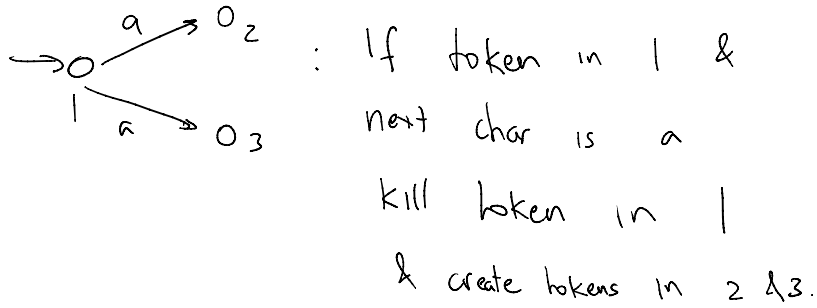 a
2
1
a
3
: If token in 1 &
next char is a
kill token in 1
& create tokens in 2 & 3.